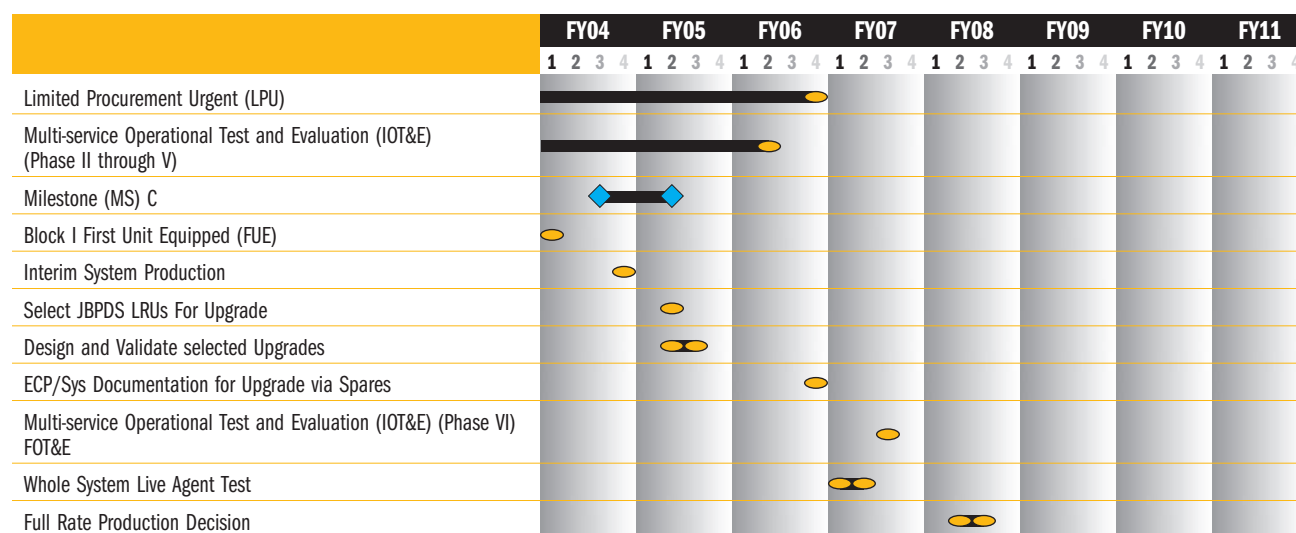 FY04 FY05 FY06 FY07 FY08 FY09 FY10 FY11
1 2 3 4 1 2 3 4 1 2 3 4 1 2 3 4 1 2 3 4 1 2 3 4 1 2 3 4 1 2 3 4
Limited Procurement Urgent (LPU)
Multi-service Operational Test and Evaluation (IOT&E)
(Phase II through V)
Milestone (MS) C
Block I First Unit Equipped (FUE)
Interim System Production
Select JBPDS LRUs For Upgrade
Design and Validate selected Upgrades
ECP/Sys Documentation for Upgrade via Spares
Multi-service Operational Test and Evaluation (IOT&E) (Phase VI)
FOT&E
Whole System Live Agent Test
Full Rate Production Decision